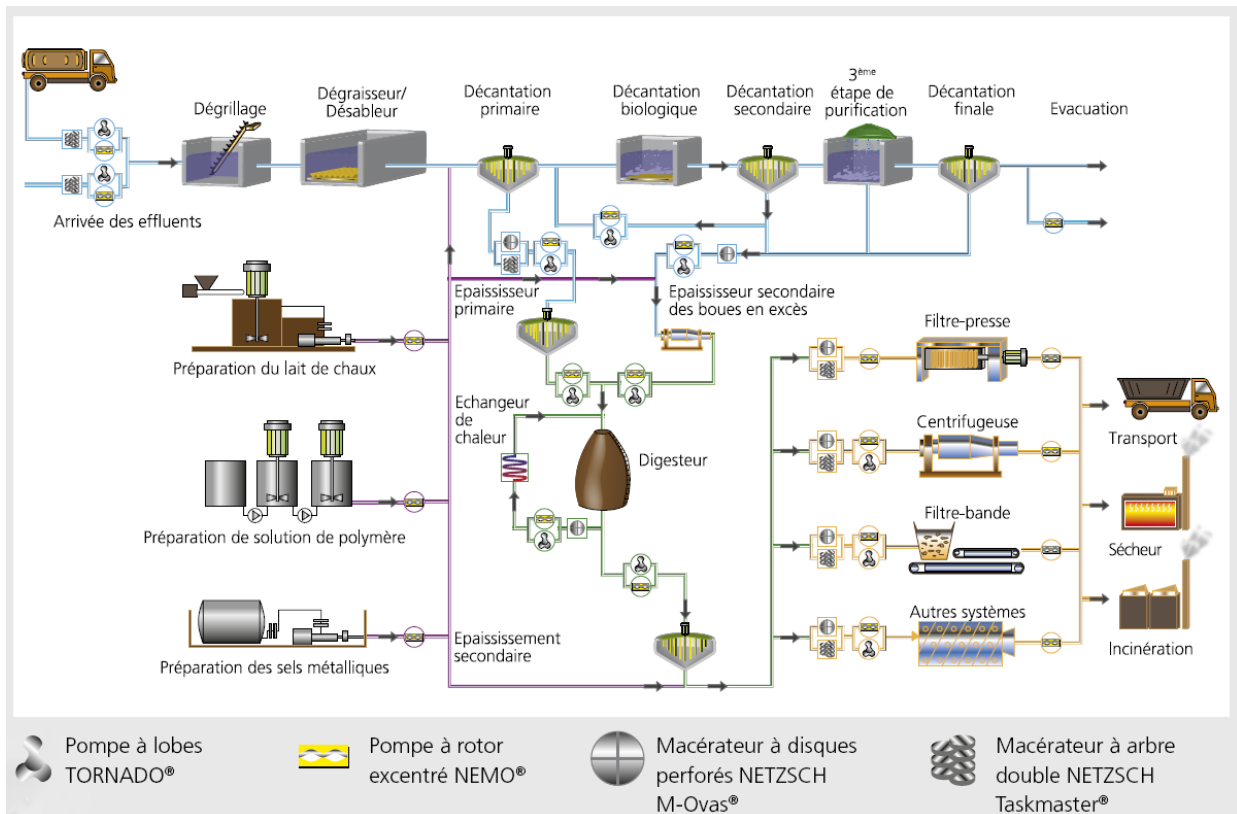 Dégrillage
Dégraisseur/
Désableur
Décantation
primaire
Décantation
biologique
Décantation
secondaire
3ème
étape de
purification
Décantation
finale
Evacuation
Arrivée des effluents
Epaississeur
primaire
Epaississeur secondaire
des boues en excès
Préparation du lait de chaux
Echangeur
de
chaleur
Digesteur
Préparation de solution de polymère
Epaississement
secondaire
Préparation des sels métalliques
Filtre-presse
Centrifugeuse
Filtre-bande
Autres systèmes
Transport
Sécheur
Incinération
Pompe à lobes
TORNADO®
Pompe à rotor
excentré NEMO®
Macérateur à disques
perforés NETZSCH
M-Ovas®
Macérateur à arbre
double NETZSCH
Taskmaster®